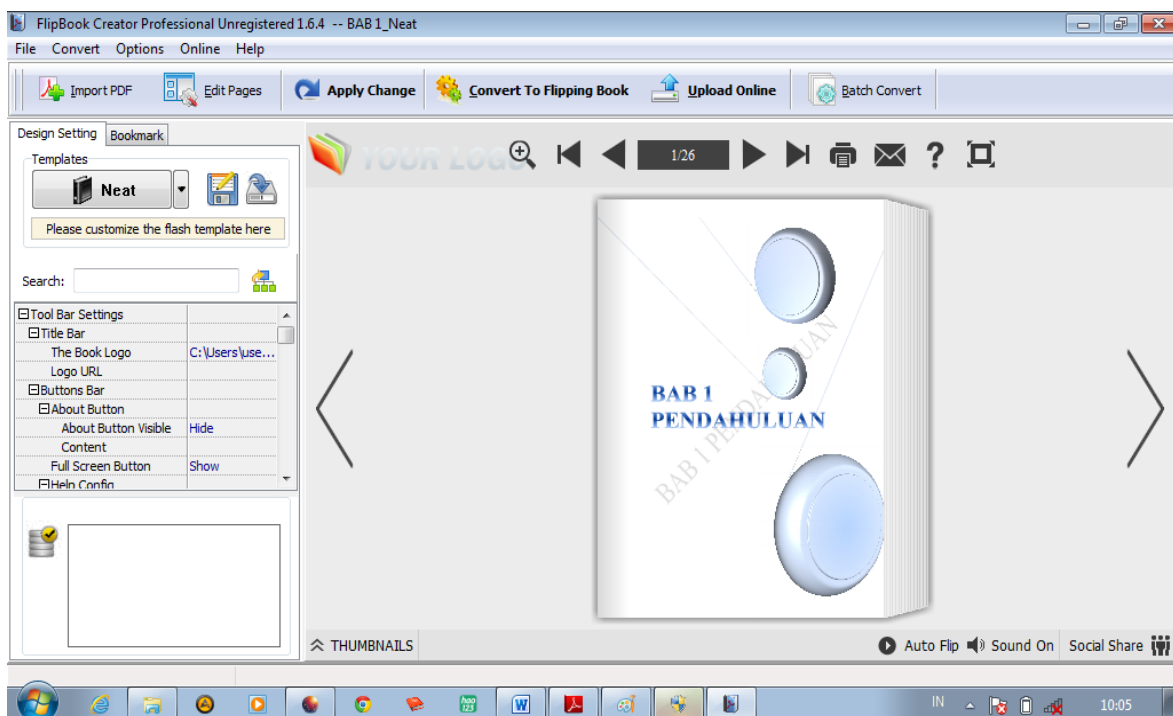 FlipBook Creator Professional Unregistered 1.6.4 -- BAB 1_Neat
File Convert Options Online Help
Import PDF Edit Pages Apply Change Convert To Flipping Book Upload Online Batch Convert
Design Setting Bookmark
Templates
Neat
Please customize the flash template here
Search:
Tool Bar Settings
Title Bar
The Book Logo C:\Users\use...
Logo URL
Buttons Bar
About Button
About Button Visible Hide
Content
Full Screen Button Show
Help Config
YOUR LOGO
1/26
BAB 1
PENDAHULUAN
BAB 1 PENDAHULUAN
THUMBNAILS
Auto Flip Sound On Social Share
hao
123
W
IN 10:05